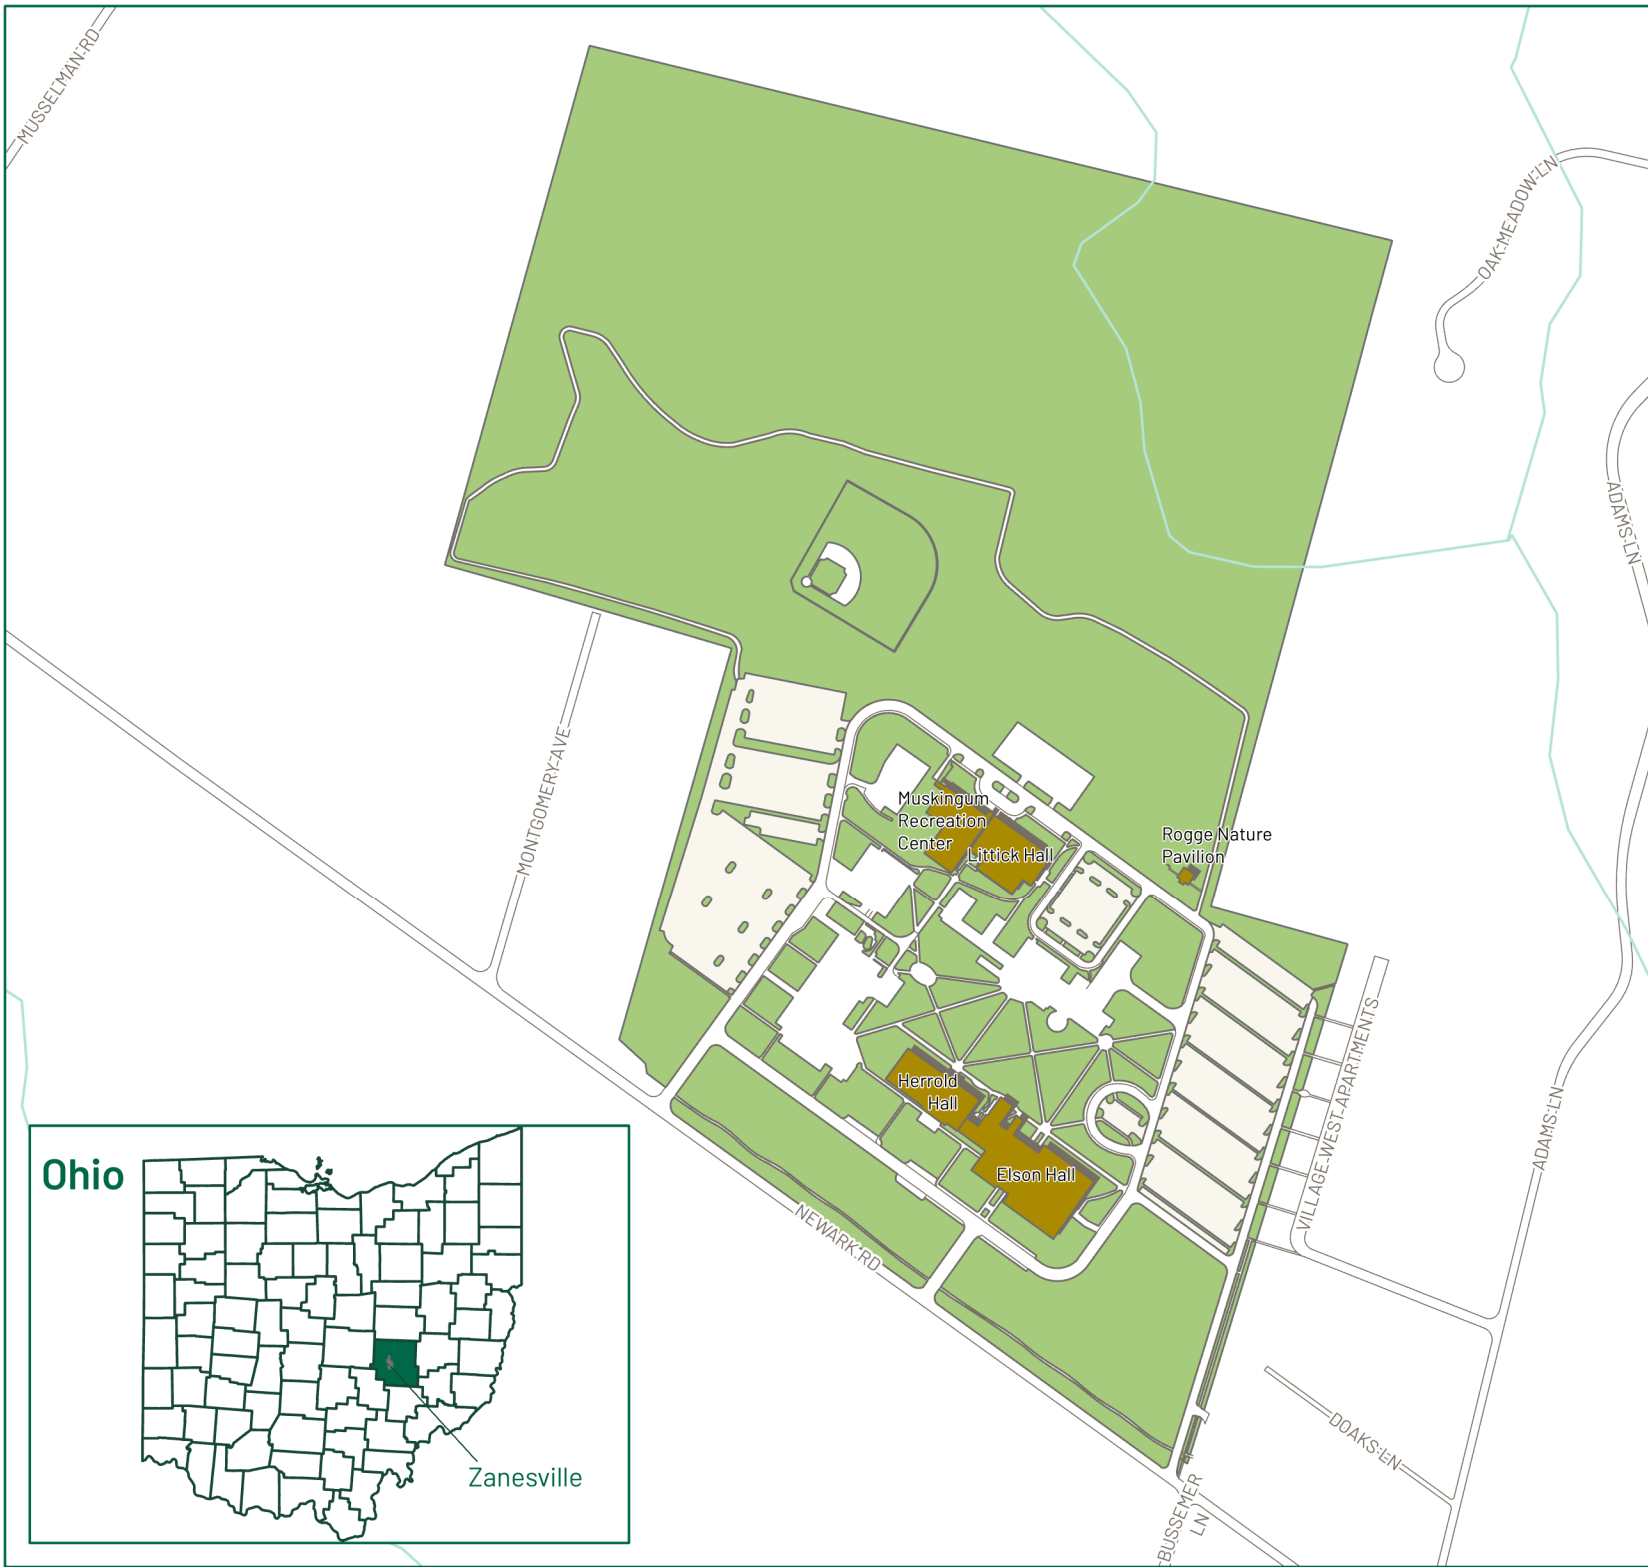 MUSSELMAN RD
OAK MEADOW LN
ADAMS LN
MONTGOMERY AVE
Muskingum
Recreation
Center
Littick Hall
Rogge Nature
Pavilion
VILLAGE WEST APARTMENTS
ADAMS LN
Herrold
Hall
Elson Hall
NEWARK RD
DOAKS LN
BUSSEMER
LN
Ohio
Zanesville